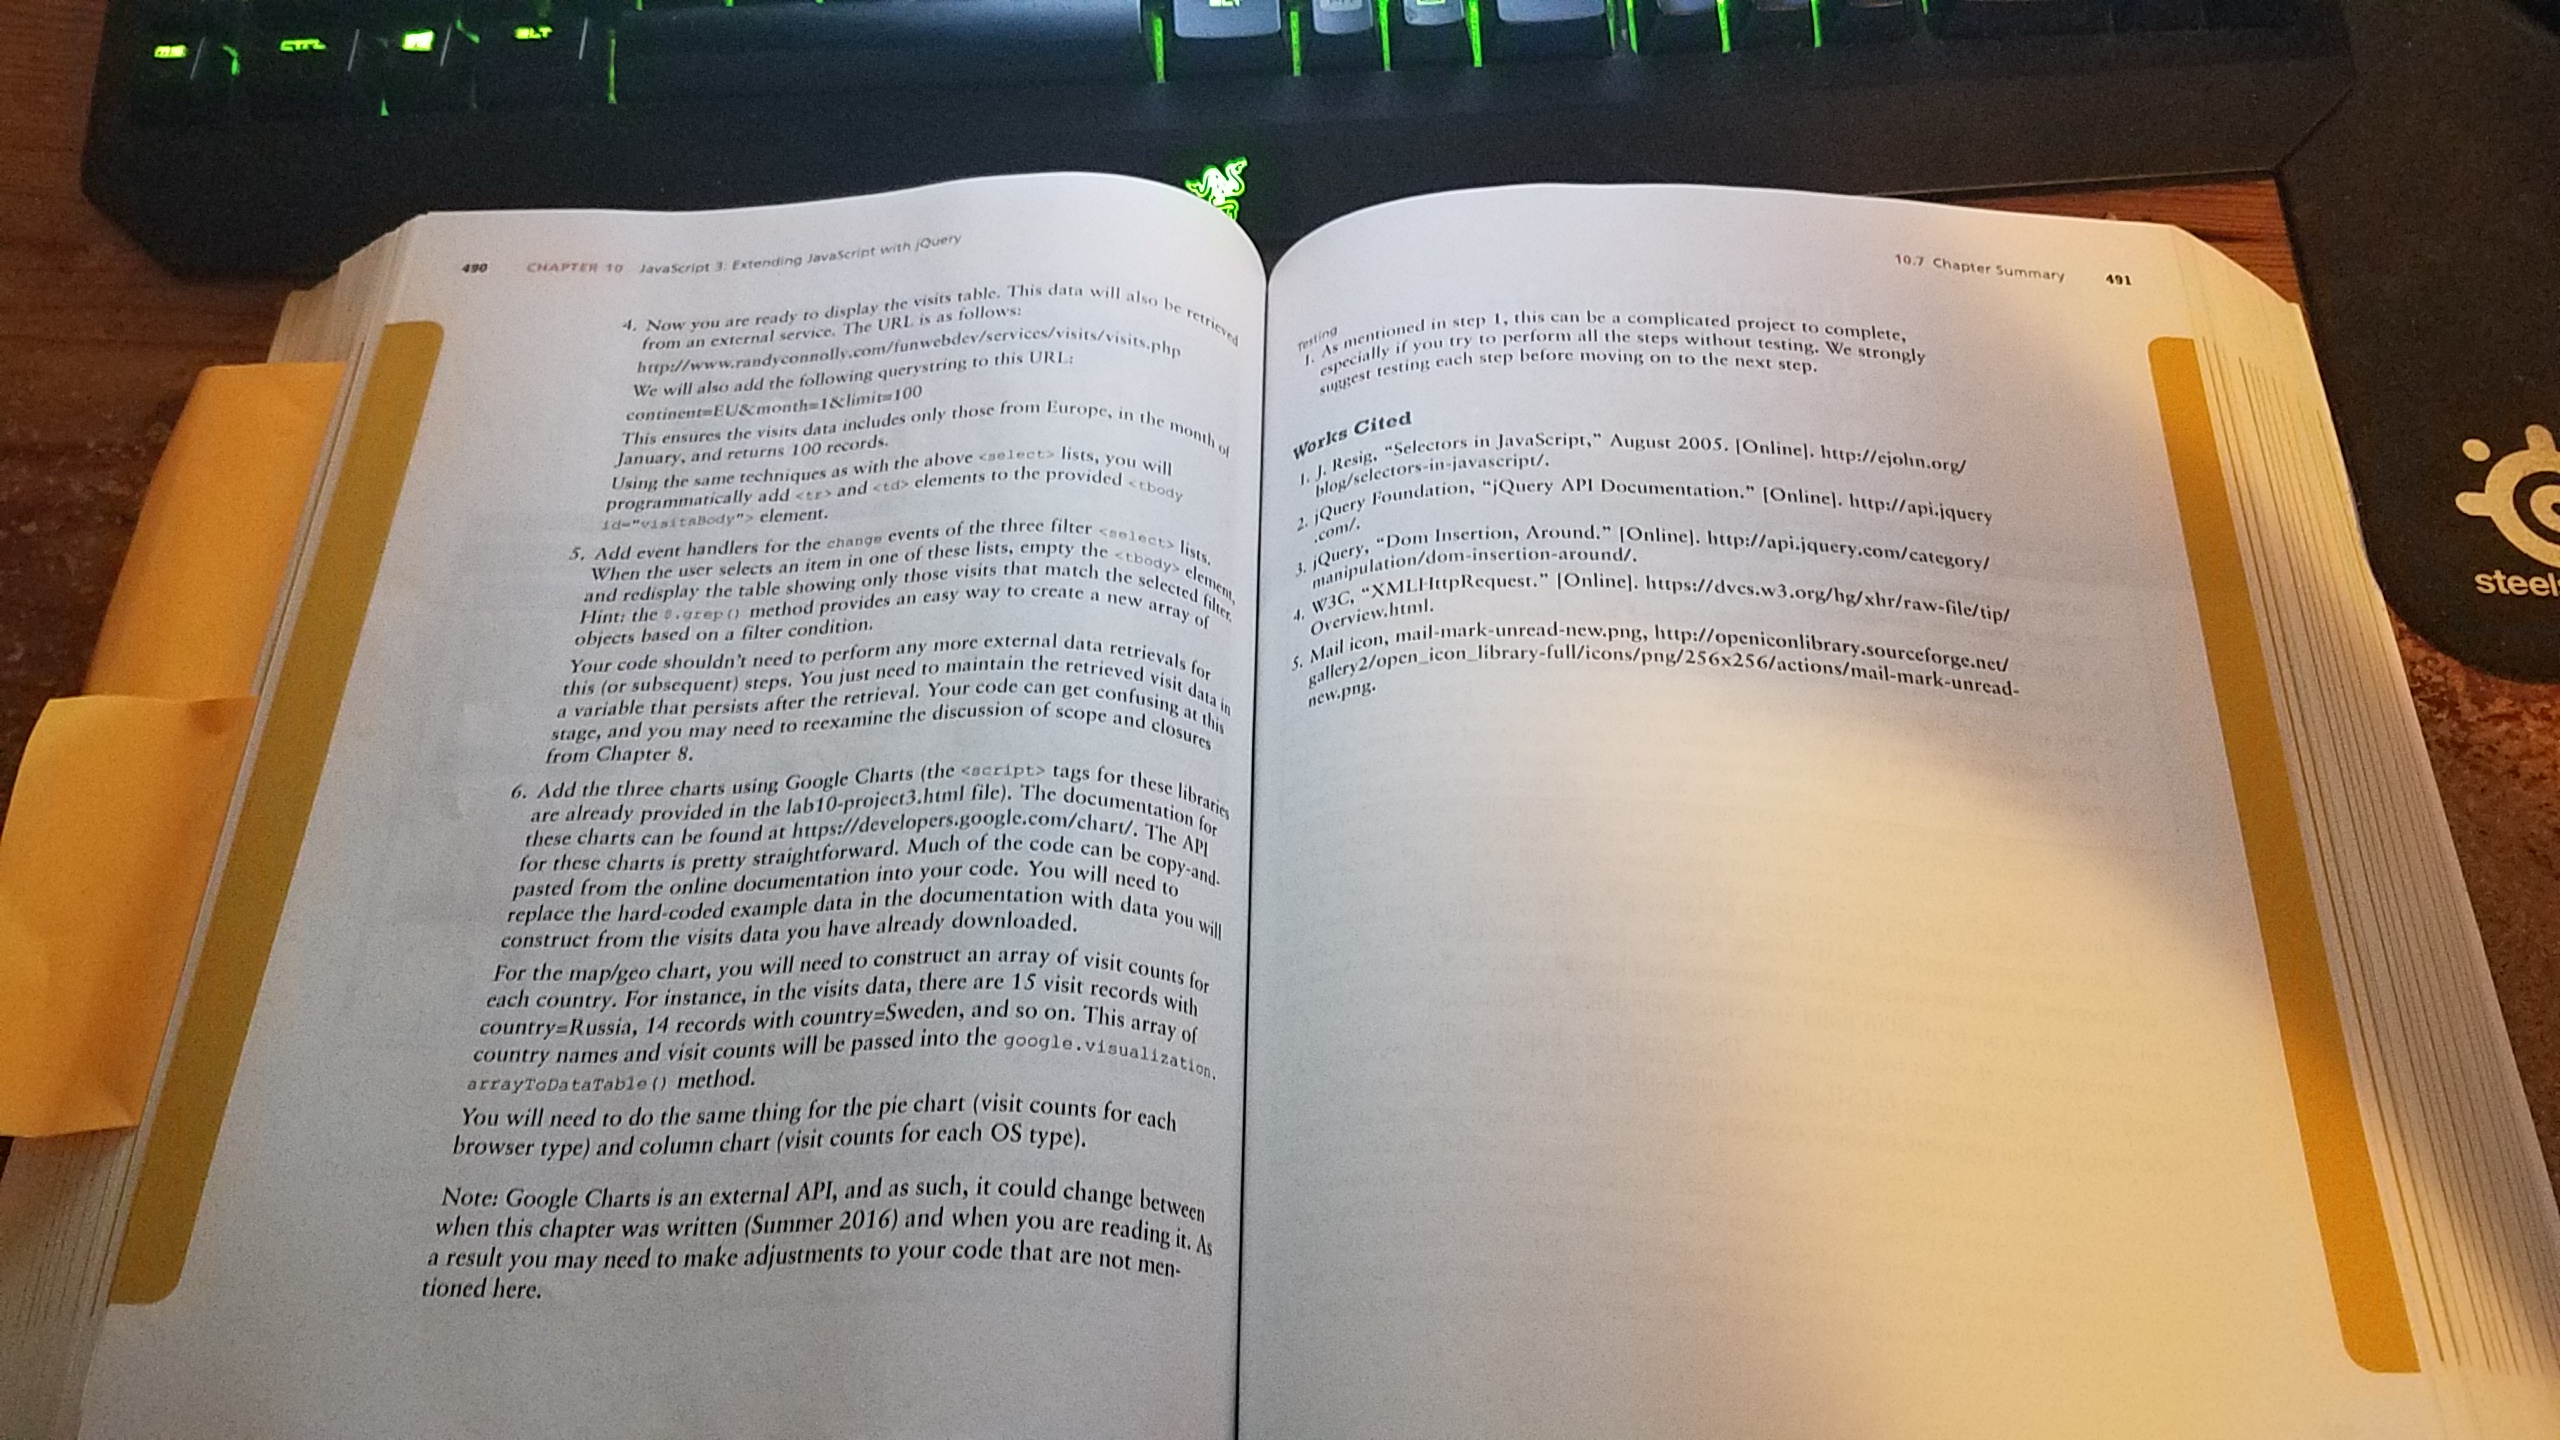 CTRL
ALT
490 CHAPTER 10 JavaScript 3: Extending JavaScript with jQuery
4. Now you are ready to display the visits table. This data will also be retrieved
from an external service. The URL is as follows:
http://www.randyconnolly.com/funwebdev/services/visits/visits.php
We will also add the following querystring to this URL:
continent=EU&month=1&limit=100
This ensures the visits data includes only those from Europe, in the month of
January, and returns 100 records.
Using the same techniques as with the above <select> lists, you will
programmatically add <tr> and <td> elements to the provided <tbody
id="visitsBody"> element.
5. Add event handlers for the change events of the three filter <select> lists.
When the user selects an item in one of these lists, empty the <tbody> element,
and redisplay the table showing only those visits that match the selected filter.
Hint: the $.grep() method provides an easy way to create a new array of
objects based on a filter condition.
Your code shouldn't need to perform any more external data retrievals for
this (or subsequent) steps. You just need to maintain the retrieved visit data in
a variable that persists after the retrieval. Your code can get confusing at this
stage, and you may need to reexamine the discussion of scope and closures
from Chapter 8.
6. Add the three charts using Google Charts (the <script> tags for these libraries
are already provided in the lab10-project3.html file). The documentation for
these charts can be found at https://developers.google.com/chart/. The API
for these charts is pretty straightforward. Much of the code can be copy-and-
pasted from the online documentation into your code. You will need to
replace the hard-coded example data in the documentation with data you will
construct from the visits data you have already downloaded.
For the map/geo chart, you will need to construct an array of visit counts for
each country. For instance, in the visits data, there are 15 visit records with
country=Russia, 14 records with country=Sweden, and so on. This array of
country names and visit counts will be passed into the google.visualization.
arrayToDataTable() method.
You will need to do the same thing for the pie chart (visit counts for each
browser type) and column chart (visit counts for each OS type).
Note: Google Charts is an external API, and as such, it could change between
when this chapter was written (Summer 2016) and when you are reading it. As
a result you may need to make adjustments to your code that are not men-
tioned here.
10.7 Chapter Summary 491
Testing
1. As mentioned in step 1, this can be a complicated project to complete,
especially if you try to perform all the steps without testing. We strongly
suggest testing each step before moving on to the next step.
Works Cited
1. J. Resig, "Selectors in JavaScript," August 2005. [Online]. http://ejohn.org/
blog/selectors-in-javascript/.
2. jQuery Foundation, "jQuery API Documentation." [Online]. http://api.jquery
.com/.
3. jQuery, "Dom Insertion, Around." [Online]. http://api.jquery.com/category/
manipulation/dom-insertion-around/.
4. W3C, "XMLHttpRequest." [Online]. https://dvcs.w3.org/hg/xhr/raw-file/tip/
Overview.html.
5. Mail icon, mail-mark-unread-new.png, http://openiconlibrary.sourceforge.net/
gallery2/open_icon_library-full/icons/png/256x256/actions/mail-mark-unread-
new.png.
steels